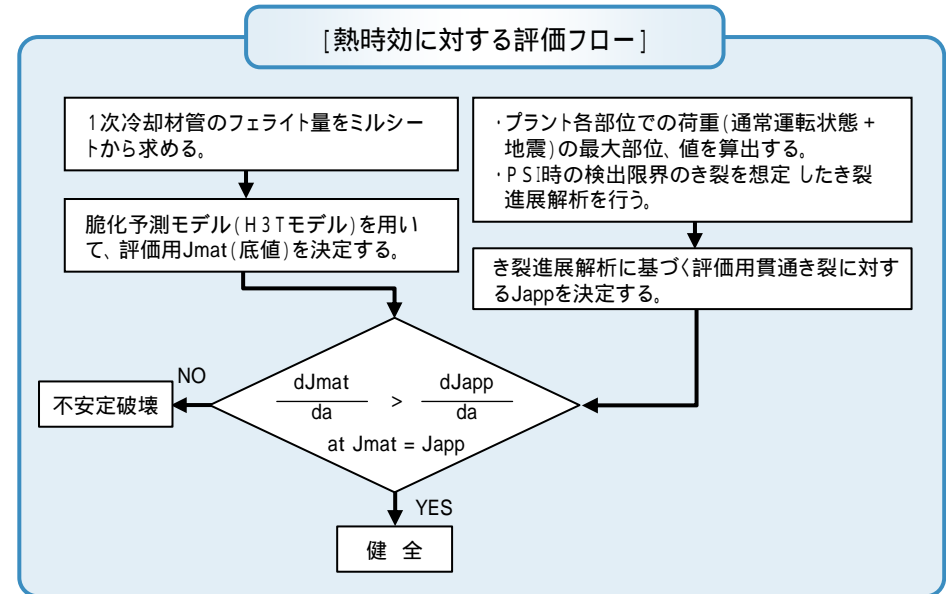 [熱時効に対する評価フロー]
1次冷却材管のフェライト量をミルシー
トから求める。
脆化予測モデル(H3Tモデル)を用い
て、評価用Jmat(底値)を決定する。
・プラント各部位での荷重(通常運転状態+
地震)の最大部位、値を算出する。
・PSI時の検出限界のき裂を想定 したき裂
進展解析を行う。
き裂進展解析に基づく評価用貫通き裂に対す
るJappを決定する。
dJmat
da
>
dJapp
da
at Jmat = Japp
NO
不安定破壊
YES
健 全